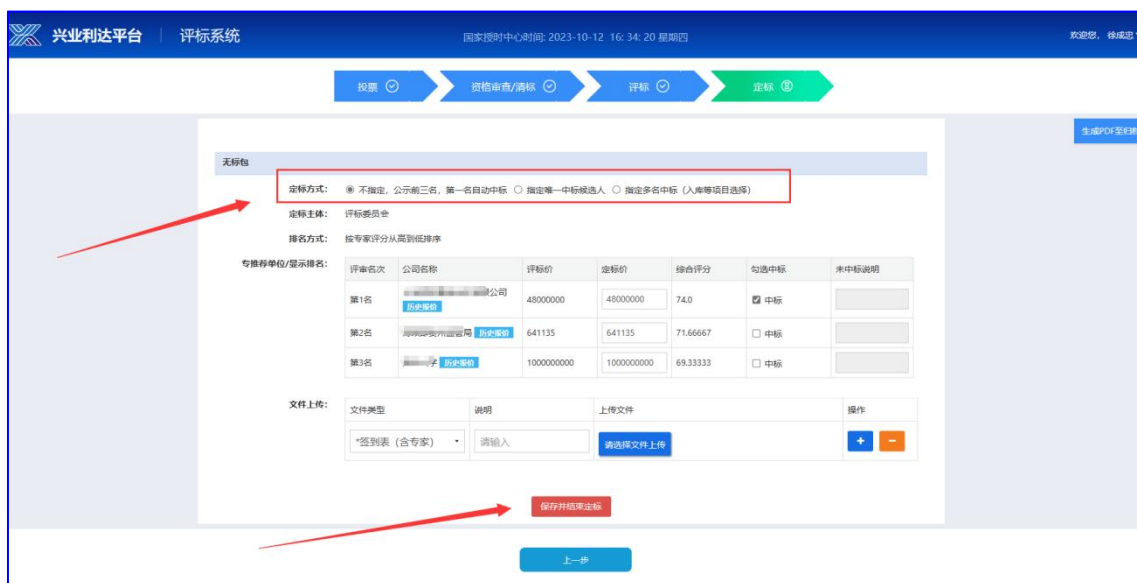 兴业利达平台 评标系统 国家授时中心时间: 2023-10-12 16: 34: 20 星期四 欢迎您, 徐成忠
投票 资格审查/清标 评标 定标
生成PDF至归档
无标包
定标方式: 不指定, 公示前三名, 第一名自动中标 指定唯一中标候选人 指定多名中标 (入库等项目选择)
定标主体: 评标委员会
排名方式: 按专家评分从高到低排序
专推荐单位/显示排名:
评审名次 公司名称 评标价 定标价 综合评分 勾选中标 未中标说明
第1名 公司 历史报价 48000000 48000000 74.0 中标
第2名 局 历史报价 641135 641135 71.66667 中标
第3名 历史报价 1000000000 1000000000 69.33333 中标
文件上传:
文件类型 说明 上传文件 操作
*签到表 (含专家) 请输入 请选择文件上传 + −
保存并结束定标
上一步